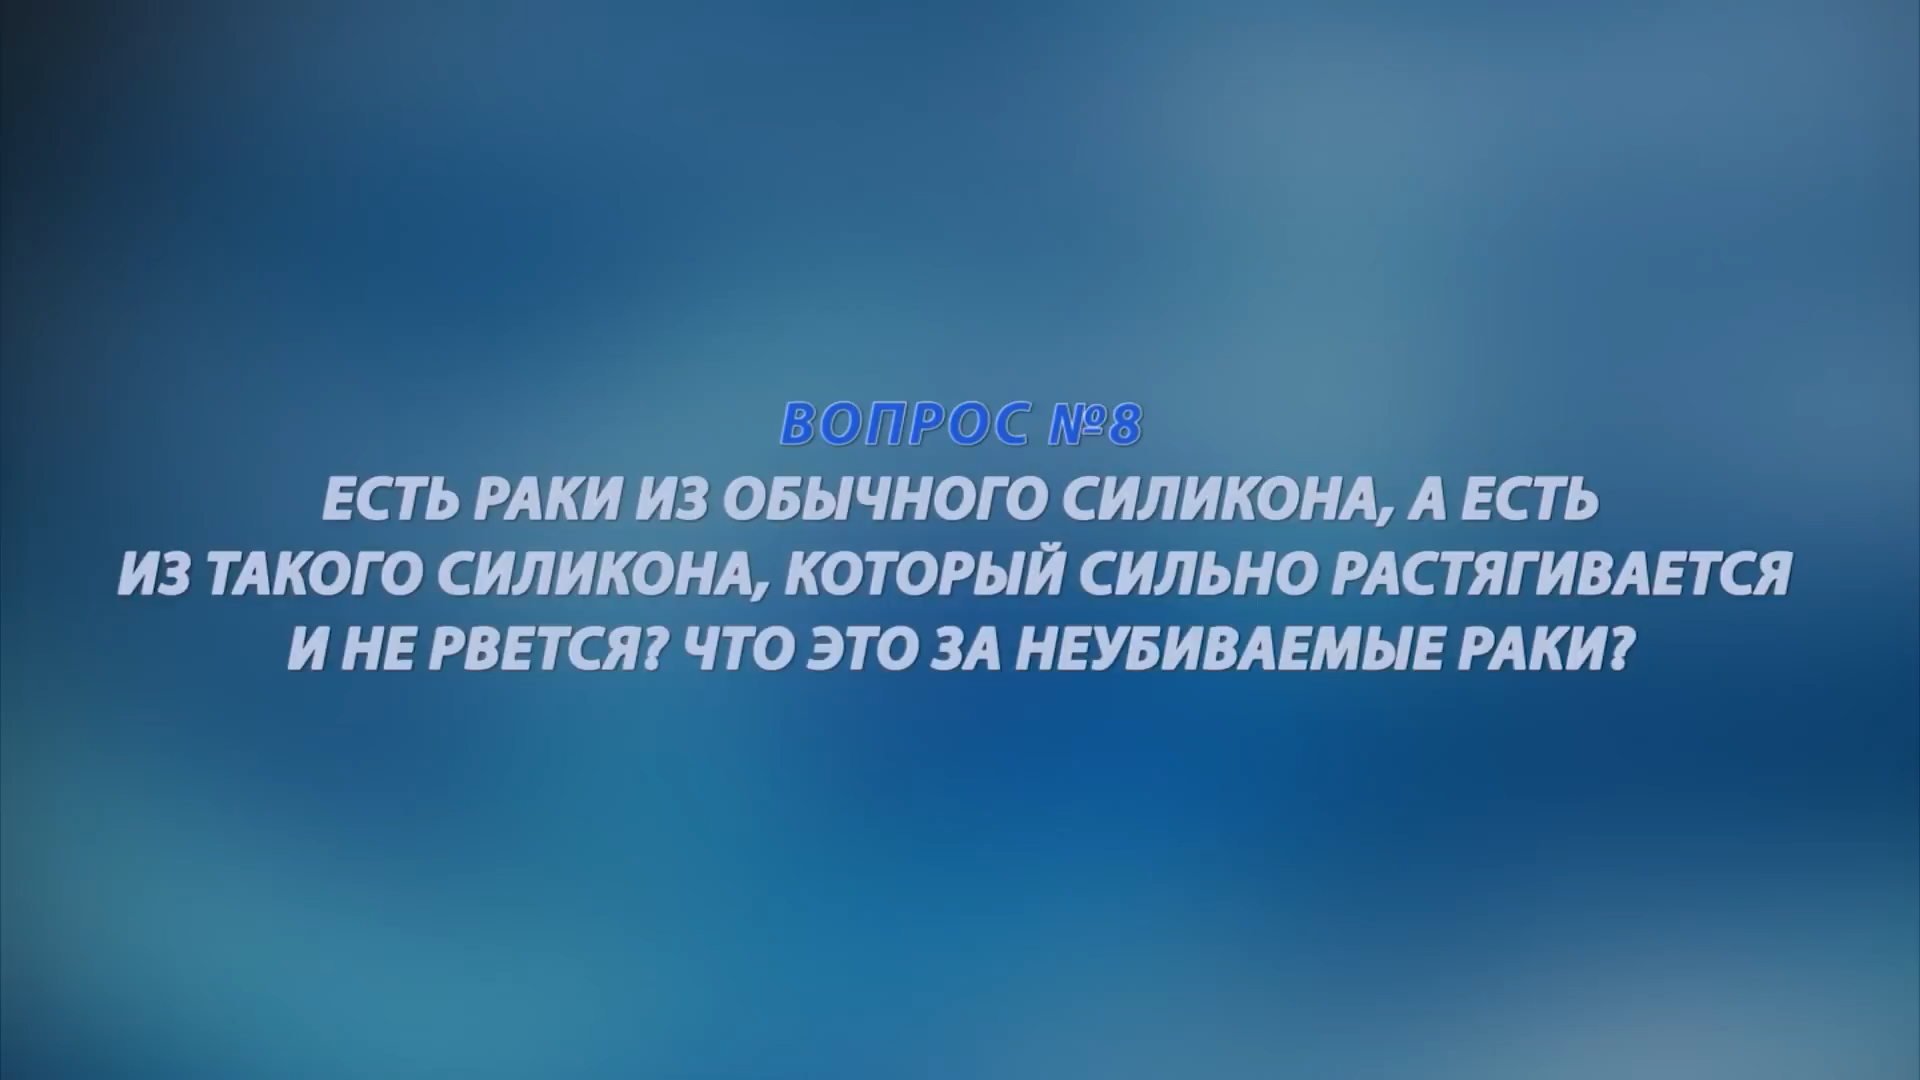 ВОПРОС №8
ЕСТЬ РАКИ ИЗ ОБЫЧНОГО СИЛИКОНА, А ЕСТЬ
ИЗ ТАКОГО СИЛИКОНА, КОТОРЫЙ СИЛЬНО РАСТЯГИВАЕТСЯ
И НЕ РВЕТСЯ? ЧТО ЭТО ЗА НЕУБИВАЕМЫЕ РАКИ?